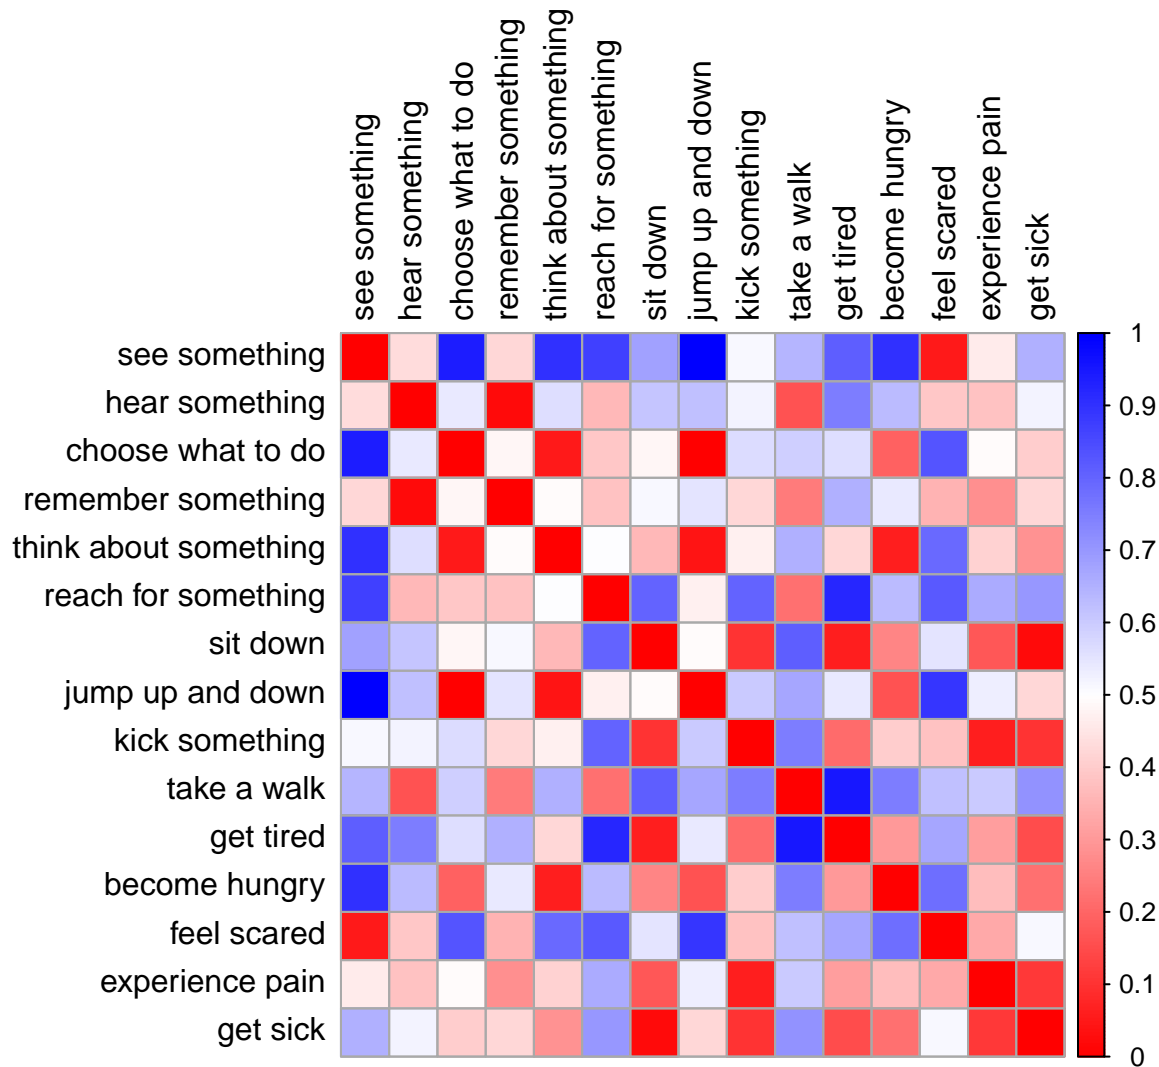 see something
hear something
choose what to do
remember something
think about something
reach for something
sit down
jump up and down
kick something
take a walk
get tired
become hungry
feel scared
experience pain
get sick
see something
hear something
choose what to do
remember something
think about something
reach for something
sit down
jump up and down
kick something
take a walk
get tired
become hungry
feel scared
experience pain
get sick
1
0.9
0.8
0.7
0.6
0.5
0.4
0.3
0.2
0.1
0